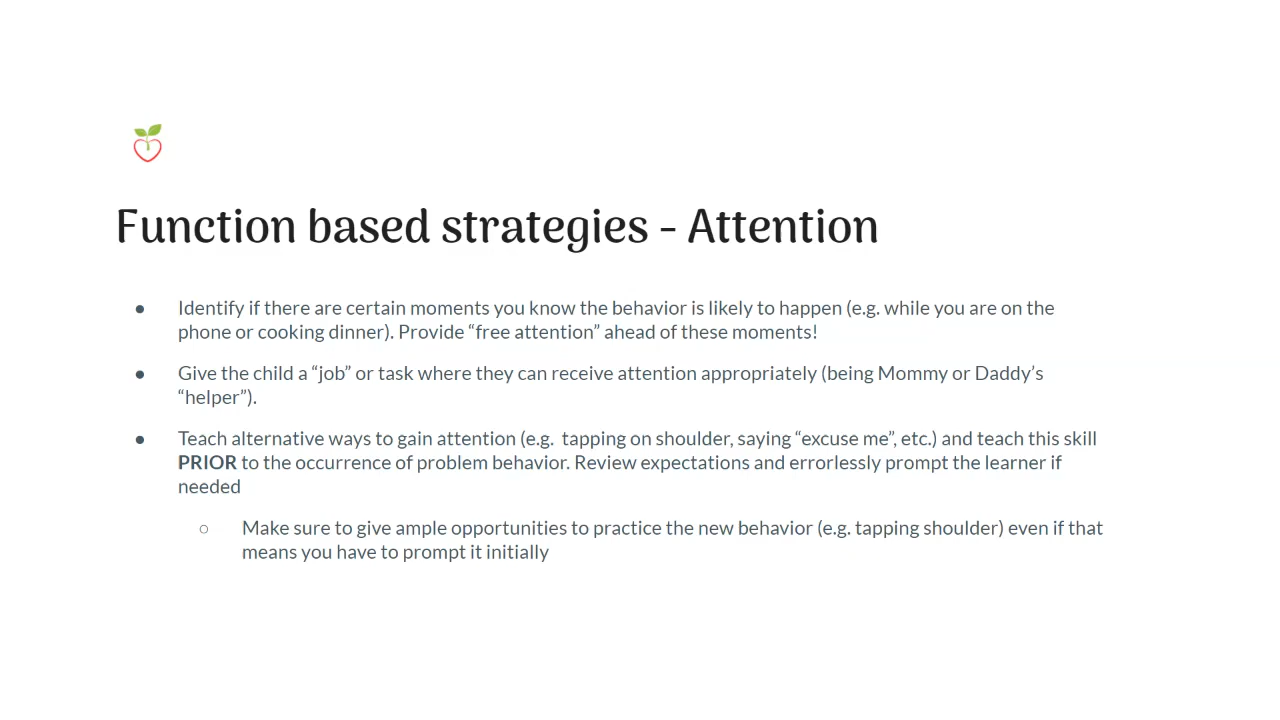 Function based strategies - Attention
● Identify if there are certain moments you know the behavior is likely to happen (e.g. while you are on the
phone or cooking dinner). Provide “free attention” ahead of these moments!
● Give the child a “job” or task where they can receive attention appropriately (being Mommy or Daddy’s
“helper”).
● Teach alternative ways to gain attention (e.g.  tapping on shoulder, saying “excuse me”, etc.) and teach this skill
PRIOR to the occurrence of problem behavior. Review expectations and errorlessly prompt the learner if
needed
○ Make sure to give ample opportunities to practice the new behavior (e.g. tapping shoulder) even if that
means you have to prompt it initially